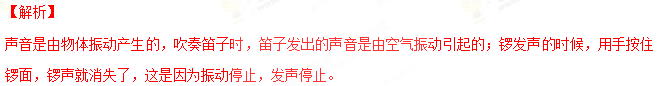 【解析】
声音是由物体振动产生的，吹奏笛子时，笛子发出的声音是由空气振动引起的；锣发声的时候，用手按住
锣面，锣声就消失了，这是因为振动停止，发声停止。